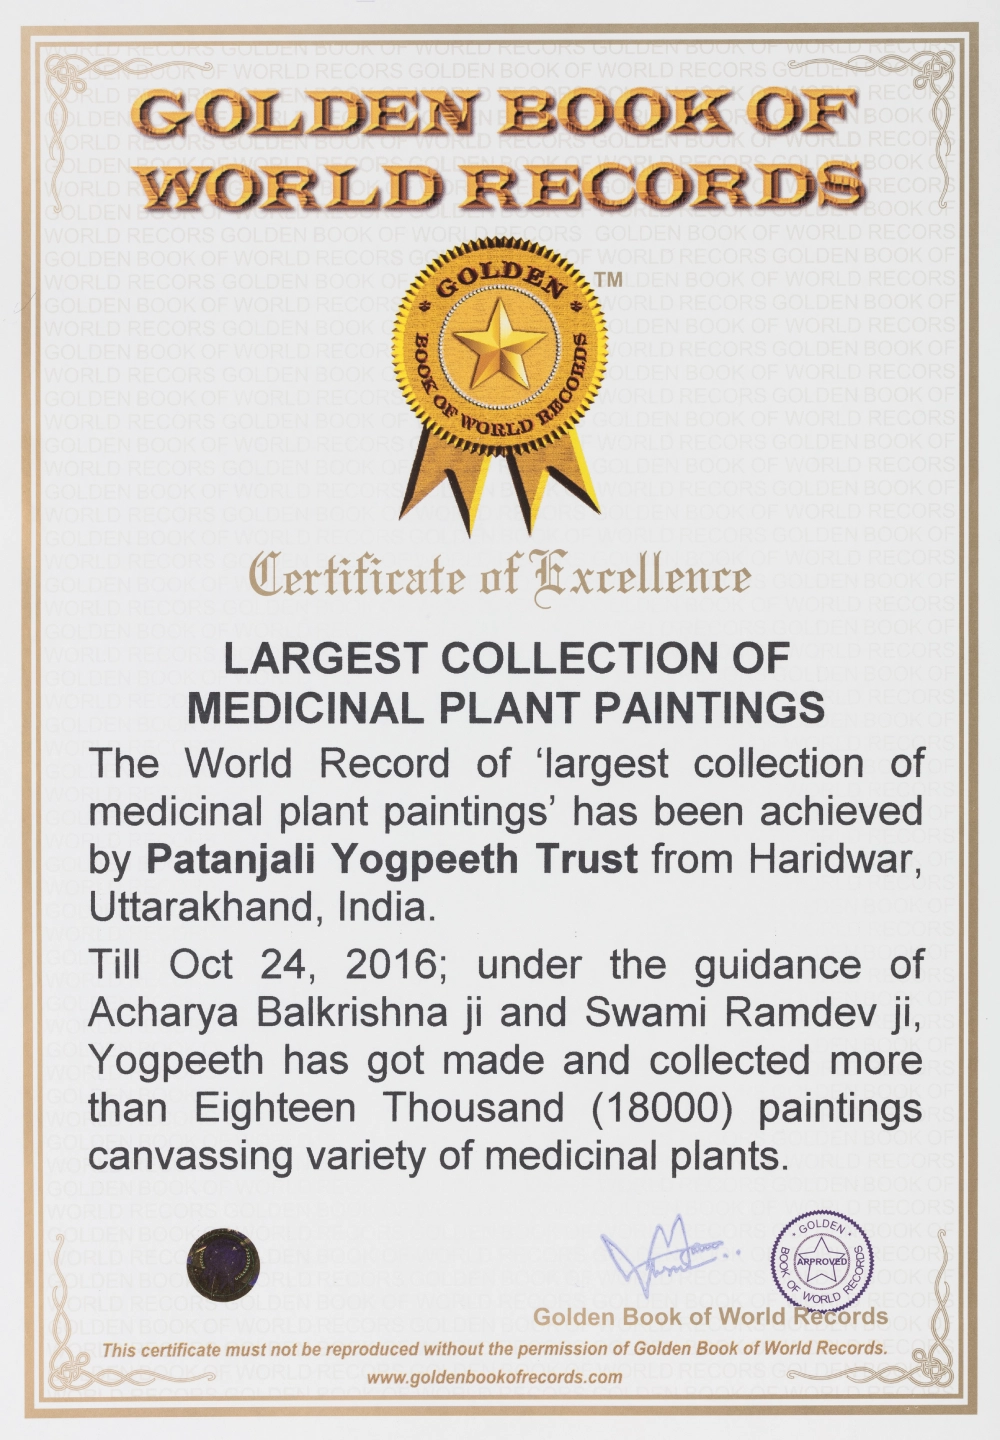 GOLDEN BOOK OF
WORLD RECORDS
GOLDEN
BOOK OF WORLD RECORDS
TM
Certificate of Excellence
LARGEST COLLECTION OF
MEDICINAL PLANT PAINTINGS
The World Record of ‘largest collection of
medicinal plant paintings’ has been achieved
by Patanjali Yogpeeth Trust from Haridwar,
Uttarakhand, India.
Till Oct 24, 2016; under the guidance of
Acharya Balkrishna ji and Swami Ramdev ji,
Yogpeeth has got made and collected more
than Eighteen Thousand (18000) paintings
canvassing variety of medicinal plants.
GOLDEN
APPROVED
BOOK OF WORLD RECORDS
Golden Book of World Records
This certificate must not be reproduced without the permission of Golden Book of World Records.
www.goldenbookofrecords.com